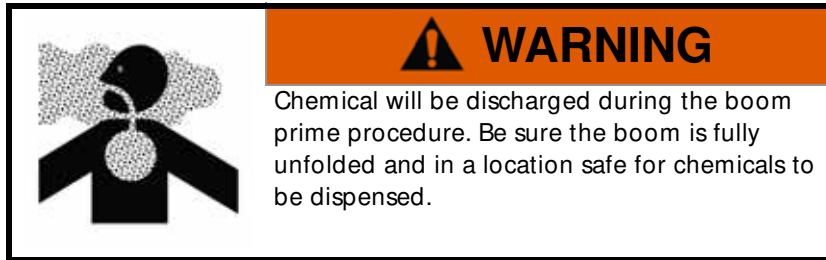 WARNING
Chemical will be discharged during the boom
prime procedure. Be sure the boom is fully
unfolded and in a location safe for chemicals to
be dispensed.